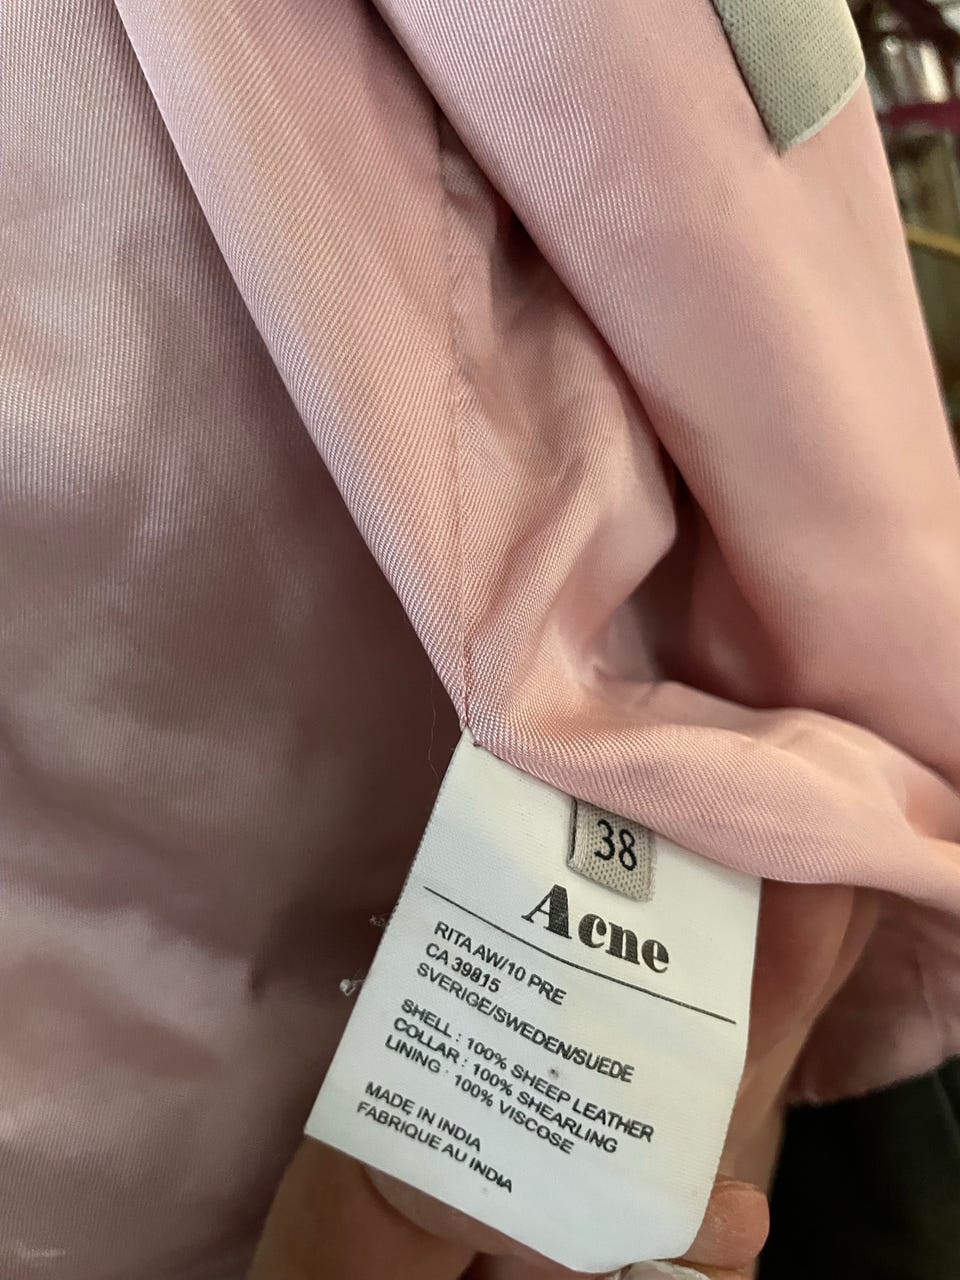 38
Acne
RITA AW/10 PRE
CA 39815
SVERIGE/SWEDEN/SUEDE
SHELL : 100% SHEEP LEATHER
COLLAR : 100% SHEARLING
LINING : 100% VISCOSE
MADE IN INDIA
FABRIQUE AU INDIA